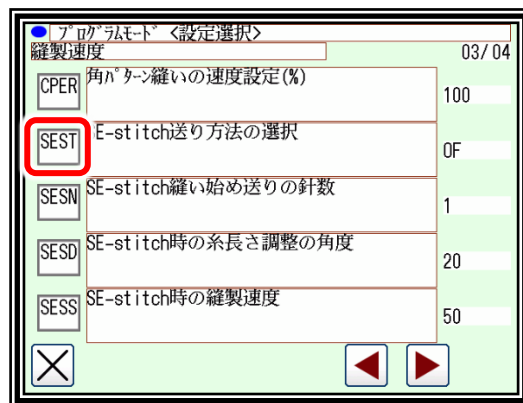 プログラムモード <設定選択>
縫製速度
03/04
CPER 角パターン縫いの速度設定(%) 100
SEST SE-stitch送り方法の選択 OF
SESN SE-stitch縫い始め送りの針数 1
SESD SE-stitch時の糸長さ調整の角度 20
SESS SE-stitch時の縫製速度 50